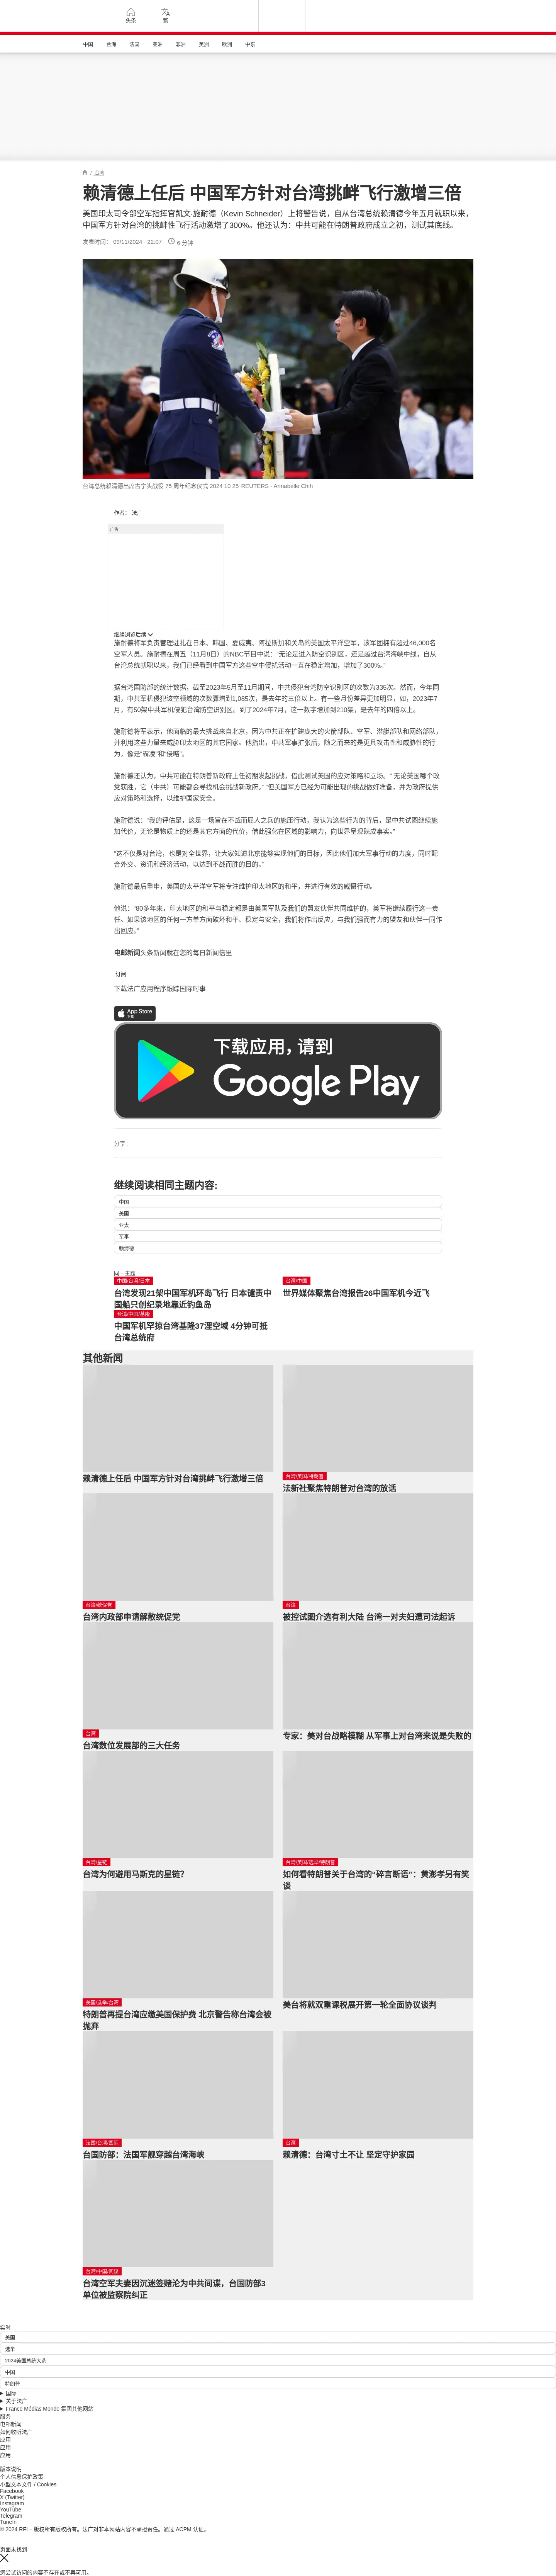 头条
繁
中国
台海
法国
亚洲
非洲
美洲
欧洲
中东
/ 台湾
赖清德上任后 中国军方针对台湾挑衅飞行激增三倍
美国印太司令部空军指挥官凯文.施耐德（Kevin Schneider）上将警告说，自从台湾总统赖清德今年五月就职以来，
中国军方针对台湾的挑衅性飞行活动激增了300%。他还认为：中共可能在特朗普政府成立之初，测试其底线。
发表时间： 09/11/2024 - 22:07
6 分钟
台湾总统赖清德出席古宁头战役 75 周年纪念仪式 2024 10 25 REUTERS - Annabelle Chih
作者： 法广
广告
继续浏览后续
施耐德将军负责管理驻扎在日本、韩国、夏威夷、阿拉斯加和关岛的美国太平洋空军，该军团拥有超过46,000名
空军人员。施耐德在周五（11月8日）的NBC节目中说：“无论是进入防空识别区，还是越过台湾海峡中线，自从
台湾总统就职以来，我们已经看到中国军方这些空中侵扰活动一直在稳定增加，增加了300%。”
据台湾国防部的统计数据，截至2023年5月至11月期间，中共侵犯台湾防空识别区的次数为335次。然而，今年同
期，中共军机侵犯该空领域的次数骤增到1,085次，是去年的三倍以上。有一些月份差异更加明显，如，2023年7
月，有50架中共军机侵犯台湾防空识别区。到了2024年7月，这一数字增加到210架，是去年的四倍以上。
施耐德将军表示，他面临的最大挑战来自北京，因为中共正在扩建庞大的火箭部队、空军、潜艇部队和网络部队，
并利用这些力量来威胁印太地区的其它国家。他指出，中共军事扩张后，随之而来的是更具攻击性和威胁性的行
为，像是“霸凌”和“侵略”。
施耐德还认为，中共可能在特朗普新政府上任初期发起挑战，借此测试美国的应对策略和立场。“ 无论美国哪个政
党获胜，它（中共）可能都会寻找机会挑战新政府。” “但美国军方已经为可能出现的挑战做好准备，并为政府提供
应对策略和选择，以维护国家安全。
施耐德说：“我的评估是，这是一场旨在不战而屈人之兵的施压行动，我认为这些行为的背后，是中共试图继续施
加代价，无论是物质上的还是其它方面的代价，借此强化在区域的影响力，向世界呈现既成事实。”
“这不仅是对台湾，也是对全世界，让大家知道北京能够实现他们的目标，因此他们加大军事行动的力度，同时配
合外交、资讯和经济活动，以达到不战而胜的目的。”
施耐德最后重申，美国的太平洋空军将专注维护印太地区的和平，并进行有效的威慑行动。
他说：“80多年来，印太地区的和平与稳定都是由美国军队及我们的盟友伙伴共同维护的，美军将继续履行这一责
任。如果该地区的任何一方单方面破坏和平、稳定与安全，我们将作出反应，与我们强而有力的盟友和伙伴一同作
出回应。”
电邮新闻头条新闻就在您的每日新闻信里
订阅
下载法广应用程序跟踪国际时事
App Store
下载
下载应用，请到
Google Play
分享 :
继续阅读相同主题内容:
中国
美国
亚太
军事
赖清德
同一主题
中国/台湾/日本
台湾发现21架中国军机环岛飞行 日本谴责中
国船只创纪录地靠近钓鱼岛
台湾/中国
世界媒体聚焦台湾报告26中国军机今近飞
台湾/中国/基隆
中国军机罕掠台湾基隆37浬空域 4分钟可抵
台湾总统府
其他新闻
赖清德上任后 中国军方针对台湾挑衅飞行激增三倍
台湾/美国/特朗普
法新社聚焦特朗普对台湾的放话
台湾/统促党
台湾内政部申请解散统促党
台湾
被控试图介选有利大陆 台湾一对夫妇遭司法起诉
台湾
台湾数位发展部的三大任务
专家：美对台战略模糊 从军事上对台湾来说是失败的
台湾/星链
台湾为何避用马斯克的星链？
台湾/美国/选举/特朗普
如何看特朗普关于台湾的“碎言断语”：黄澎孝另有笑
谈
美国/选举/台湾
特朗普再提台湾应缴美国保护费 北京警告称台湾会被
抛弃
美台将就双重课税展开第一轮全面协议谈判
法国/台湾/国际
台国防部：法国军舰穿越台湾海峡
台湾
赖清德：台湾寸土不让 坚定守护家园
台湾/中国/间谍
台湾空军夫妻因沉迷签赌沦为中共间谍，台国防部3
单位被监察院纠正
实时
美国
选举
2024美国总统大选
中国
特朗普
国际
关于法广
France Médias Monde 集团其他网站
服务
电邮新闻
如何收听法广
应用
应用
应用
版本说明
个人信息保护政策
小型文本文件 / Cookies
Facebook
X (Twitter)
Instagram
YouTube
Telegram
TuneIn
© 2024 RFI – 版权所有版权所有。法广对非本网站内容不承担责任。通过 ACPM 认证。
页面未找到
您尝试访问的内容不存在或不再可用。